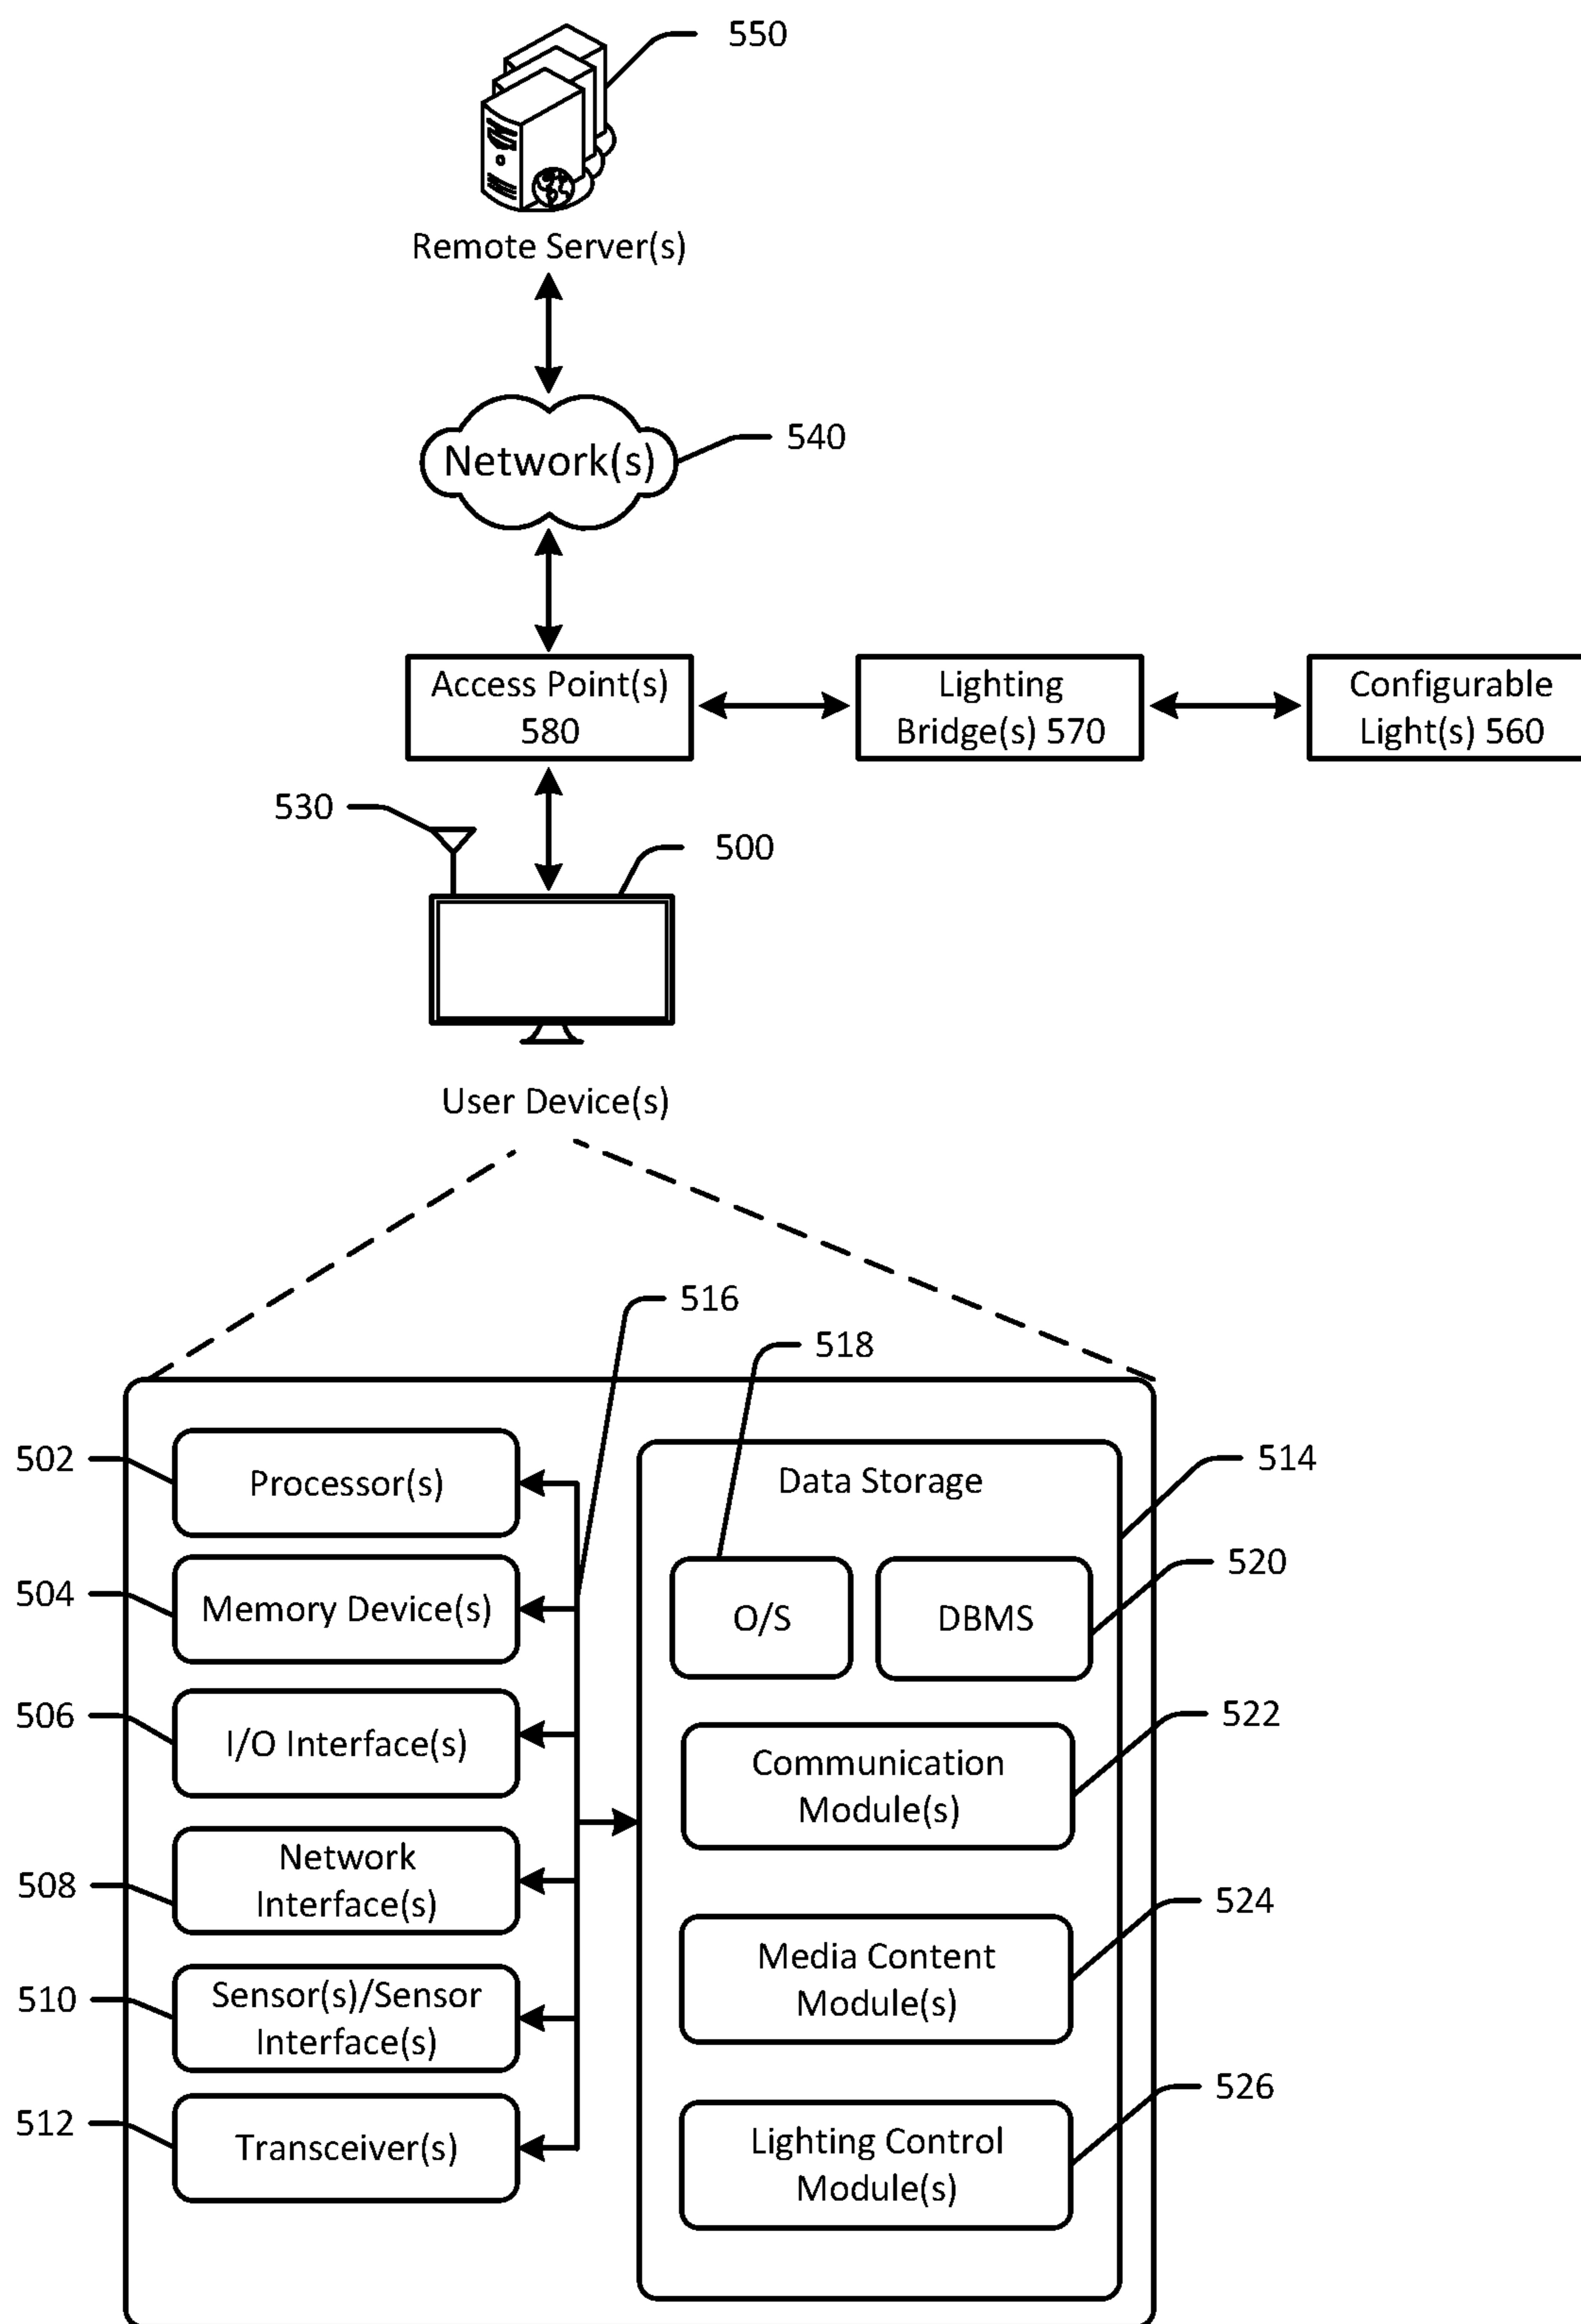 550
Remote Server(s)
Network(s)
540
Access Point(s)
580
Lighting
Bridge(s) 570
Configurable
Light(s) 560
530
500
User Device(s)
516
518
502
Processor(s)
Data Storage
514
504
Memory Device(s)
O/S
DBMS
520
506
I/O Interface(s)
Communication
Module(s)
522
508
Network
Interface(s)
Media Content
Module(s)
524
510
Sensor(s)/Sensor
Interface(s)
512
Transceiver(s)
Lighting Control
Module(s)
526